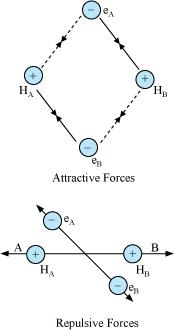 − e_A
+ +
H_A H_B
−
e_B
Attractive Forces
− e_A
A B
+ +
H_A H_B
− e_B
Repulsive Forces